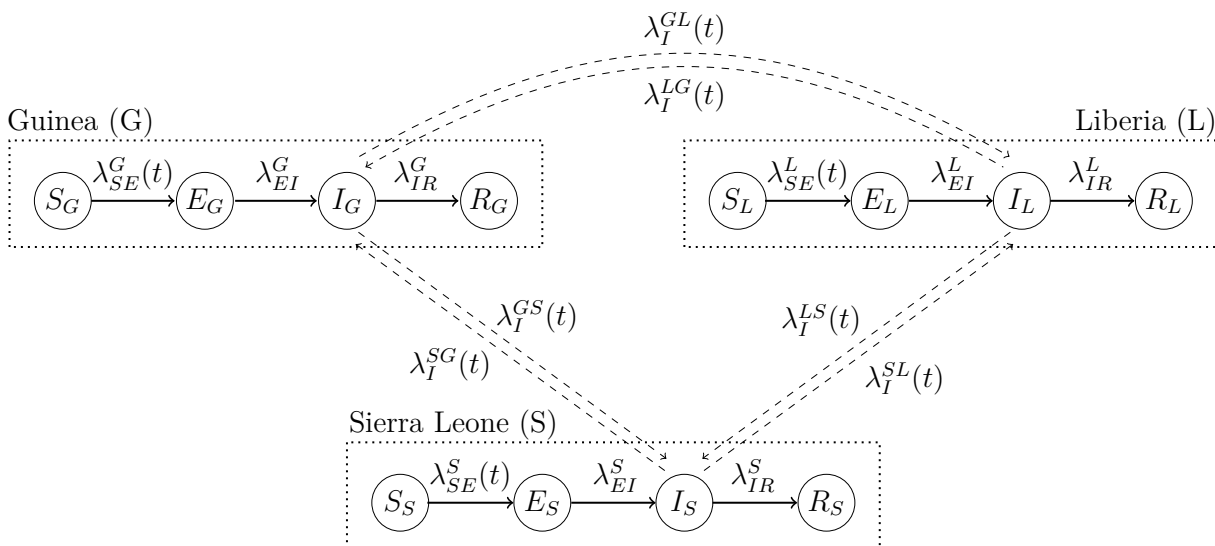 λ_I^{GL}(t)
λ_I^{LG}(t)
Guinea (G)
Liberia (L)
S_G λ_{SE}^G(t) E_G λ_{EI}^G I_G λ_{IR}^G R_G
S_L λ_{SE}^L(t) E_L λ_{EI}^L I_L λ_{IR}^L R_L
λ_I^{GS}(t)
λ_I^{LS}(t)
λ_I^{SG}(t)
λ_I^{SL}(t)
Sierra Leone (S)
S_S λ_{SE}^S(t) E_S λ_{EI}^S I_S λ_{IR}^S R_S